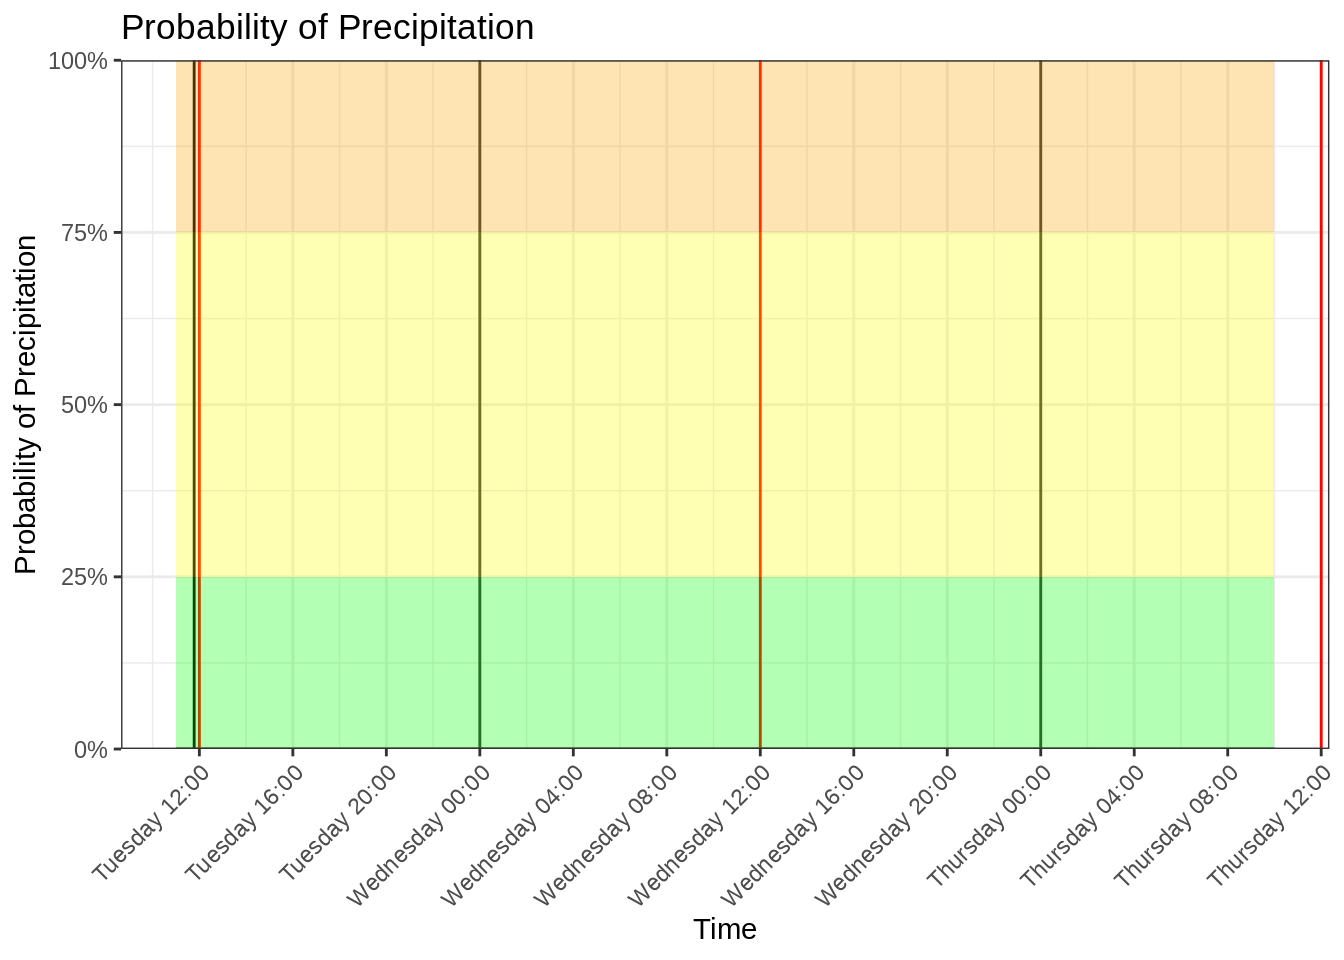 Probability of Precipitation
Probability of Precipitation
100%
75%
50%
25%
0%
Tuesday 12:00
Tuesday 16:00
Tuesday 20:00
Wednesday 00:00
Wednesday 04:00
Wednesday 08:00
Wednesday 12:00
Wednesday 16:00
Wednesday 20:00
Thursday 00:00
Thursday 04:00
Thursday 08:00
Thursday 12:00
Time